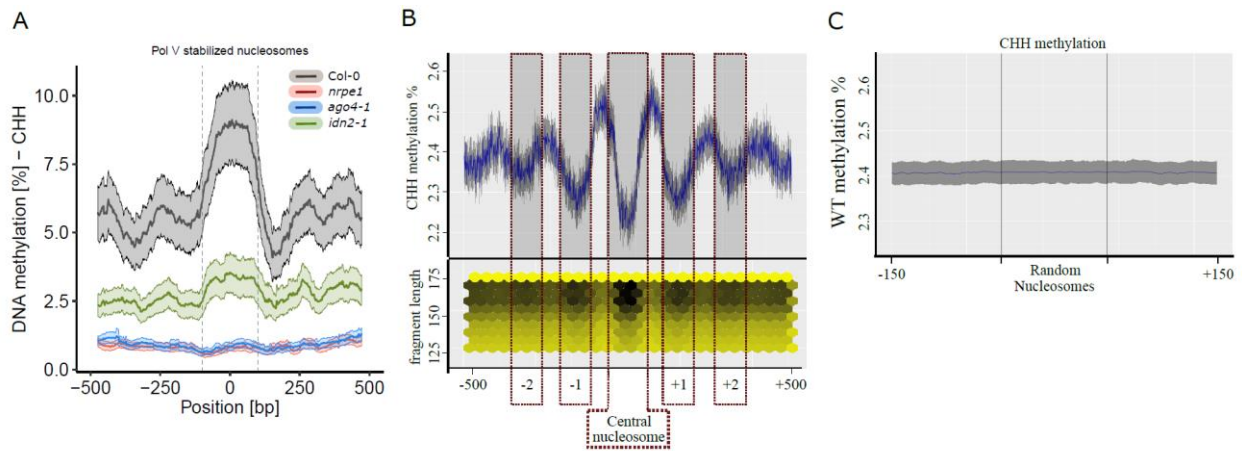 A
Pol V stabilized nucleosomes
DNA methylation [%] – CHH
10.0
7.5
5.0
2.5
0.0
Col-0
nrpe1
ago4-1
idn2-1
-500
-250
0
250
500
Position [bp]
B
CHH methylation %
2.6
2.5
2.4
2.3
2.2
fragment length
175
150
125
-500
-2
-1
+1
+2
+500
Central
nucleosome
C
CHH methylation
WT methylation %
2.6
2.5
2.4
2.3
-150
Random
Nucleosomes
+150